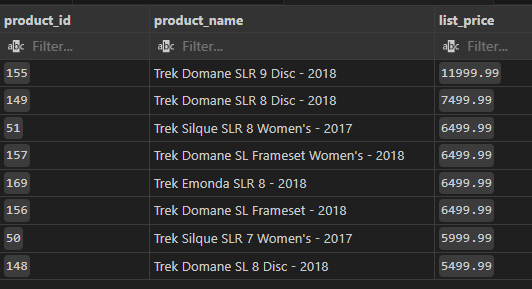 product_id product_name list_price
abc Filter... abc Filter... abc Filter...
155 Trek Domane SLR 9 Disc - 2018 11999.99
149 Trek Domane SLR 8 Disc - 2018 7499.99
51 Trek Silque SLR 8 Women's - 2017 6499.99
157 Trek Domane SL Frameset Women's - 2018 6499.99
169 Trek Emonda SLR 8 - 2018 6499.99
156 Trek Domane SL Frameset - 2018 6499.99
50 Trek Silque SLR 7 Women's - 2017 5999.99
148 Trek Domane SL 8 Disc - 2018 5499.99